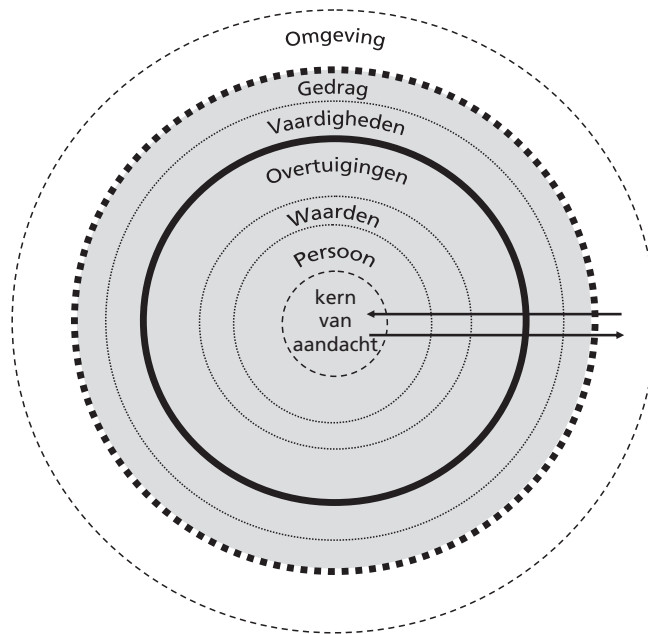 Omgeving
Gedrag
Vaardigheden
Overtuigingen
Waarden
Persoon
kern
van
aandacht